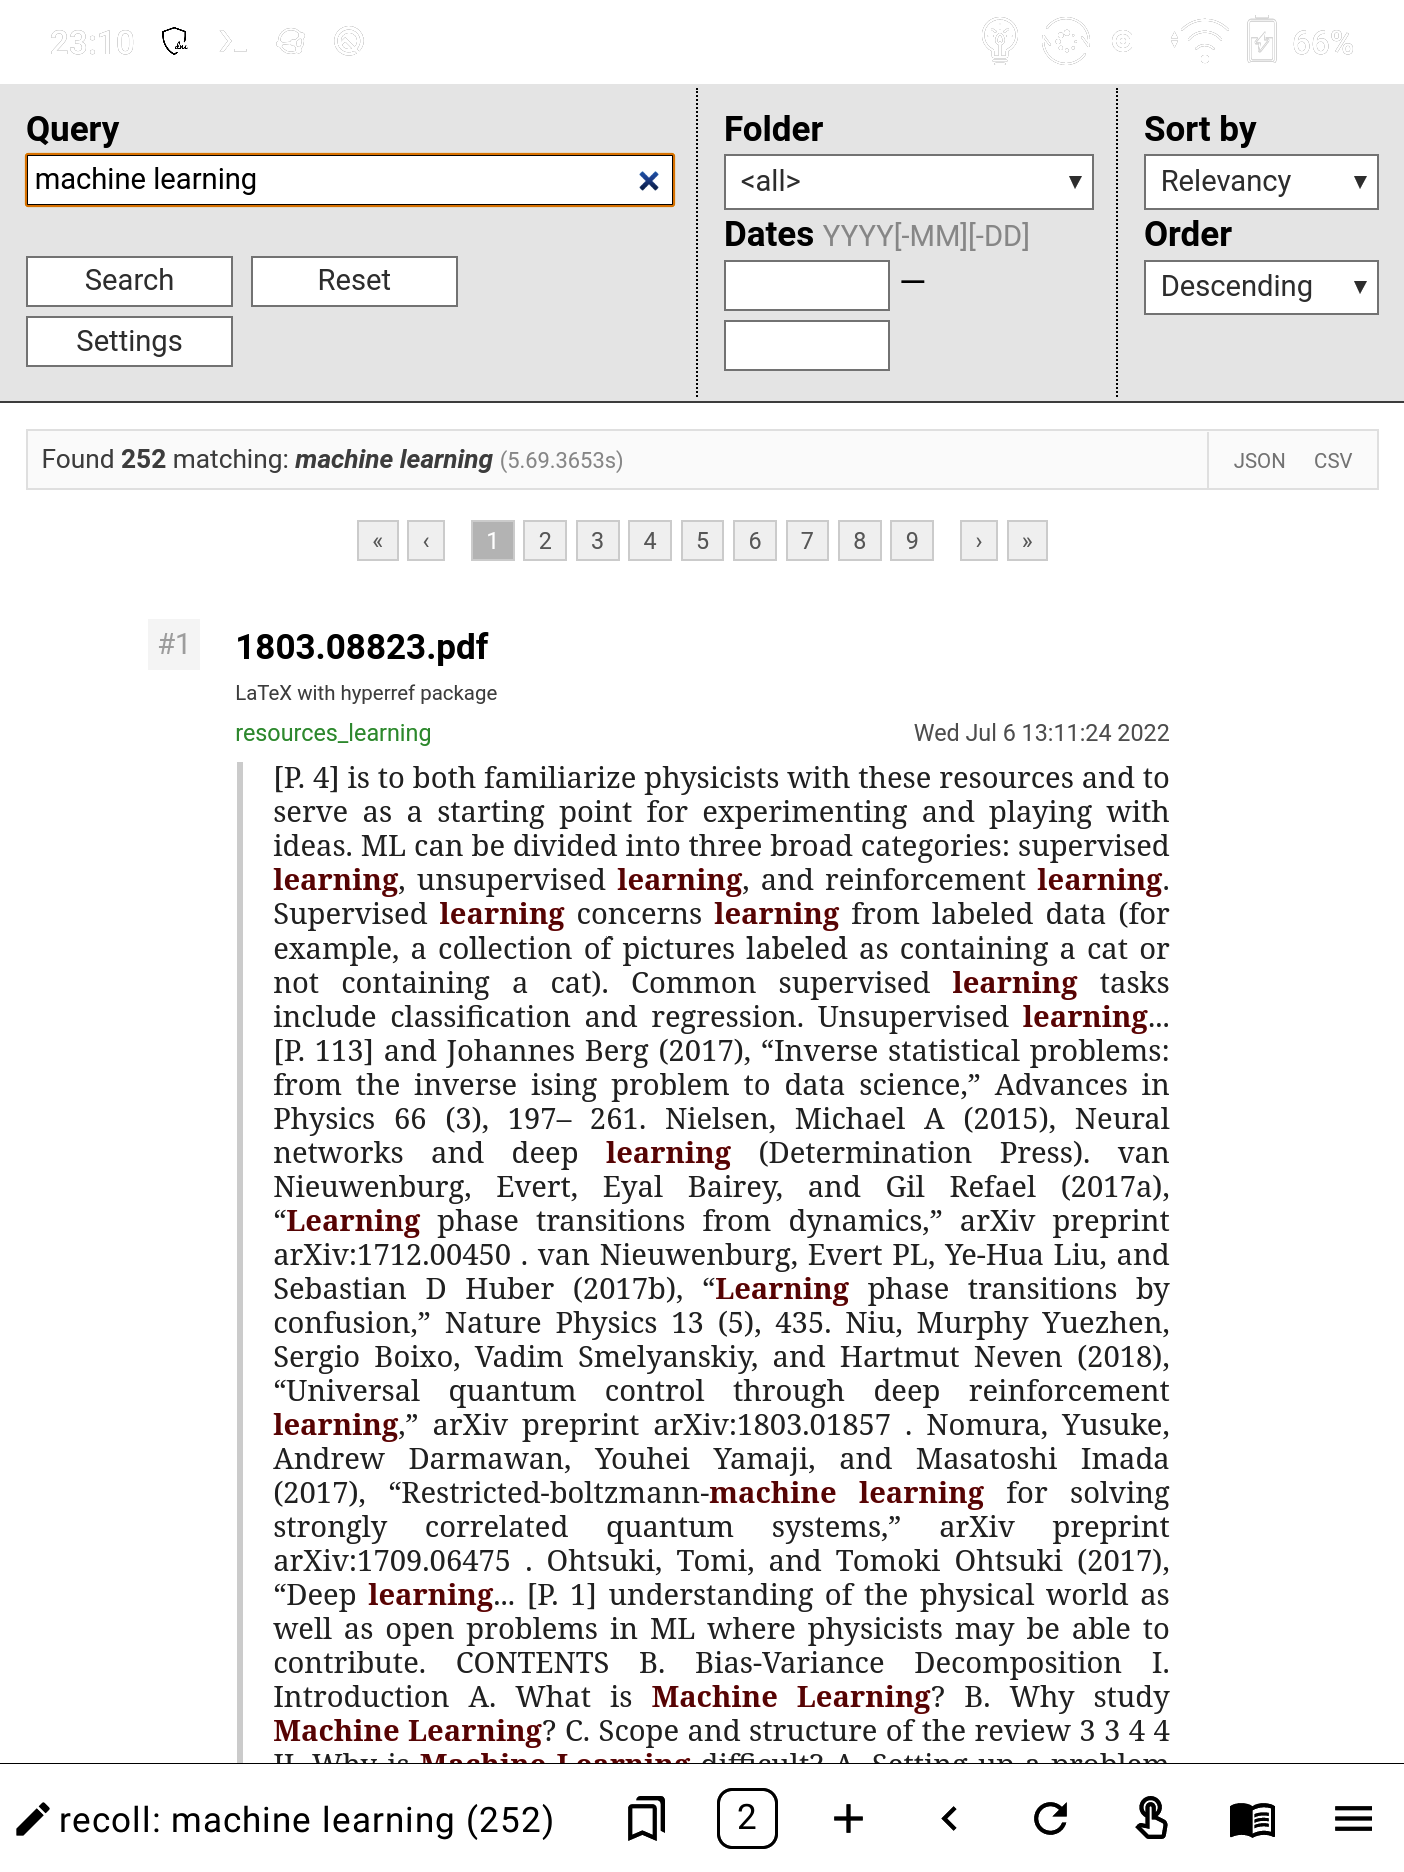 23:10 66%
Query
machine learning
Search Reset
Settings
Folder
<all>
Dates YYYY[-MM][-DD]
—
Sort by
Relevancy
Order
Descending
Found 252 matching: machine learning (5.69.3653s) JSON CSV
« ‹ 1 2 3 4 5 6 7 8 9 › »
#1 1803.08823.pdf
LaTeX with hyperref package
resources_learning Wed Jul 6 13:11:24 2022
[P. 4] is to both familiarize physicists with these resources and to
serve as a starting point for experimenting and playing with
ideas. ML can be divided into three broad categories: supervised
learning, unsupervised learning, and reinforcement learning.
Supervised learning concerns learning from labeled data (for
example, a collection of pictures labeled as containing a cat or
not containing a cat). Common supervised learning tasks
include classification and regression. Unsupervised learning...
[P. 113] and Johannes Berg (2017), “Inverse statistical problems:
from the inverse ising problem to data science,” Advances in
Physics 66 (3), 197– 261. Nielsen, Michael A (2015), Neural
networks and deep learning (Determination Press). van
Nieuwenburg, Evert, Eyal Bairey, and Gil Refael (2017a),
“Learning phase transitions from dynamics,” arXiv preprint
arXiv:1712.00450 . van Nieuwenburg, Evert PL, Ye-Hua Liu, and
Sebastian D Huber (2017b), “Learning phase transitions by
confusion,” Nature Physics 13 (5), 435. Niu, Murphy Yuezhen,
Sergio Boixo, Vadim Smelyanskiy, and Hartmut Neven (2018),
“Universal quantum control through deep reinforcement
learning,” arXiv preprint arXiv:1803.01857 . Nomura, Yusuke,
Andrew Darmawan, Youhei Yamaji, and Masatoshi Imada
(2017), “Restricted-boltzmann-machine learning for solving
strongly correlated quantum systems,” arXiv preprint
arXiv:1709.06475 . Ohtsuki, Tomi, and Tomoki Ohtsuki (2017),
“Deep learning... [P. 1] understanding of the physical world as
well as open problems in ML where physicists may be able to
contribute. CONTENTS B. Bias-Variance Decomposition I.
Introduction A. What is Machine Learning? B. Why study
Machine Learning? C. Scope and structure of the review 3 3 4 4
II. Why is Machine Learning difficult? A. Setting up a problem
recoll: machine learning (252) 2